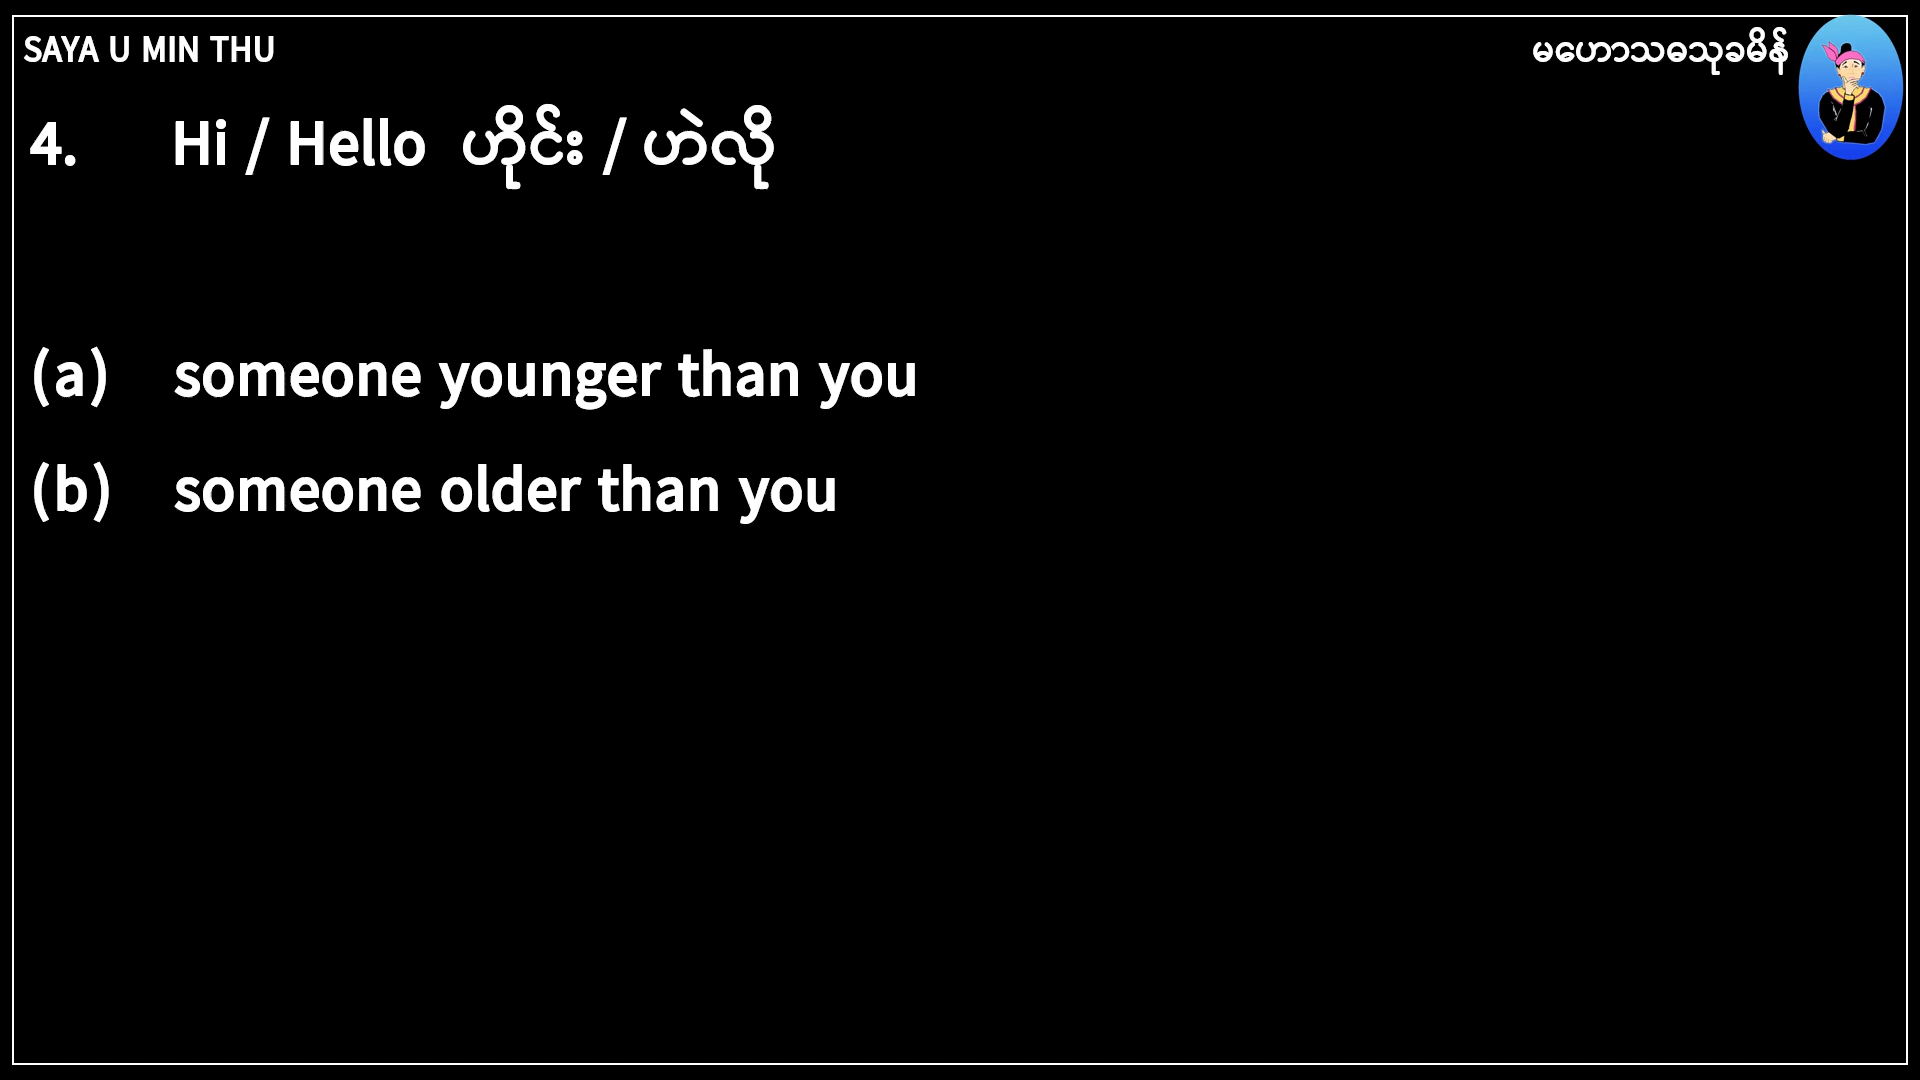 SAYA U MIN THU
မဟောသဓသုခမိန်
4. Hi / Hello ဟိုင်း / ဟဲလို
(a) someone younger than you
(b) someone older than you